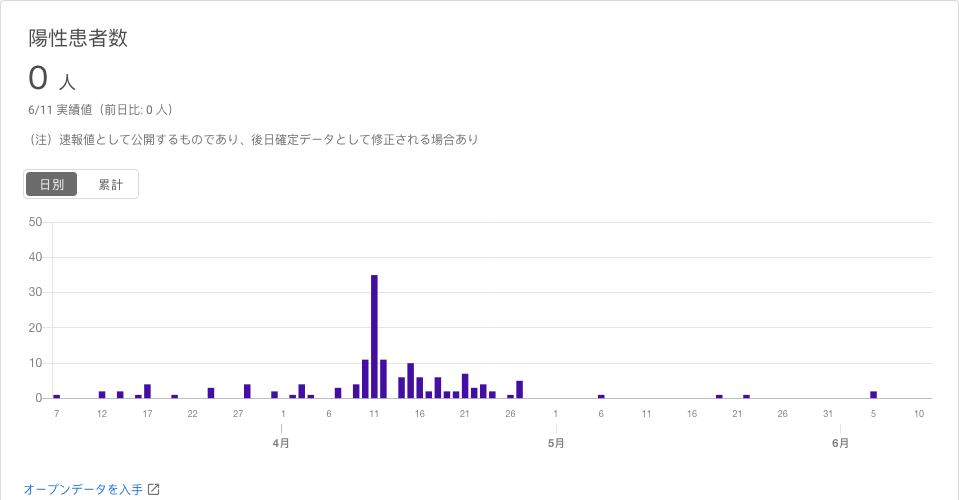 陽性患者数
0 人
6/11 実績値（前日比: 0 人）
（注）速報値として公開するものであり、後日確定データとして修正される場合あり
日別 累計
50
40
30
20
10
0
7 12 17 22 27 1 6 11 16 21 26 1 6 11 16 21 26 31 5 10
4月 5月 6月
オープンデータを入手